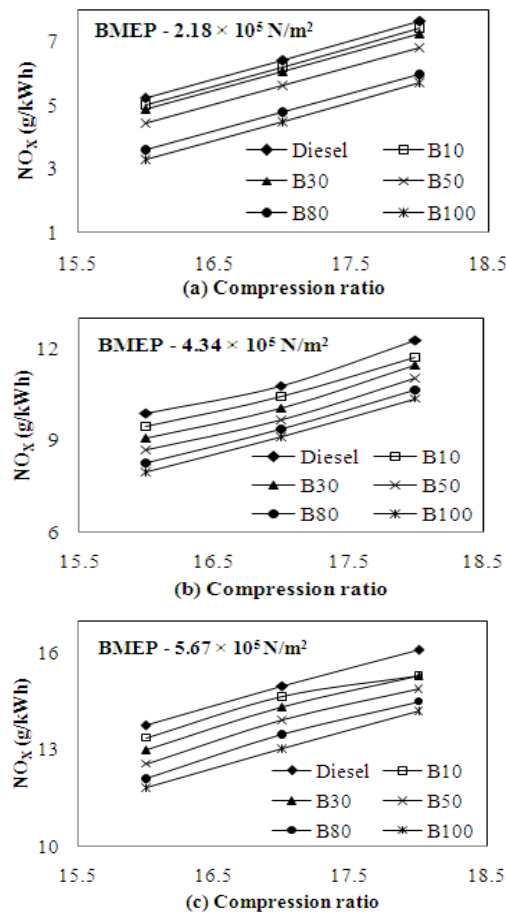 BMEP - 2.18 × 10⁵ N/m²
NOX (g/kWh)
7
5
3
1
Diesel
B10
B30
B50
B80
B100
15.5
16.5
17.5
18.5
(a) Compression ratio
BMEP - 4.34 × 10⁵ N/m²
NOX (g/kWh)
12
9
6
Diesel
B10
B30
B50
B80
B100
15.5
16.5
17.5
18.5
(b) Compression ratio
BMEP - 5.67 × 10⁵ N/m²
NOX (g/kWh)
16
13
10
Diesel
B10
B30
B50
B80
B100
15.5
16.5
17.5
18.5
(c) Compression ratio